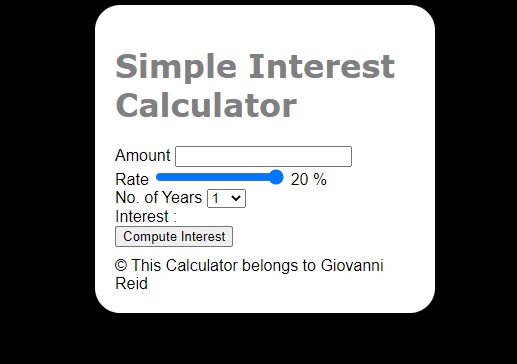 Simple Interest
Calculator
Amount
Rate 20 %
No. of Years 1
Interest :
Compute Interest
© This Calculator belongs to Giovanni
Reid